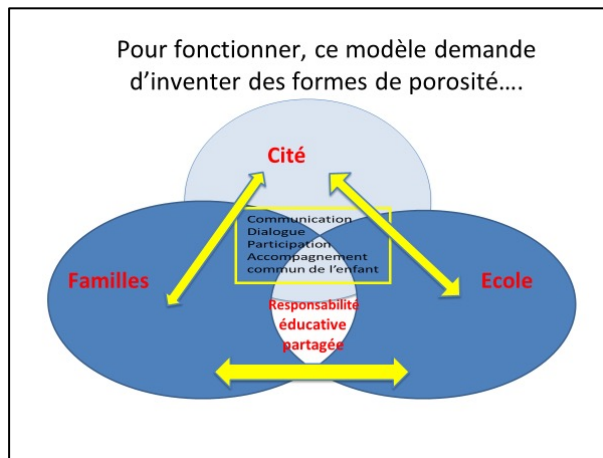 Pour fonctionner, ce modèle demande
d’inventer des formes de porosité....
Cité
Communication
Dialogue
Participation
Accompagnement
commun de l’enfant
Familles
Ecole
Responsabilité
éducative
partagée